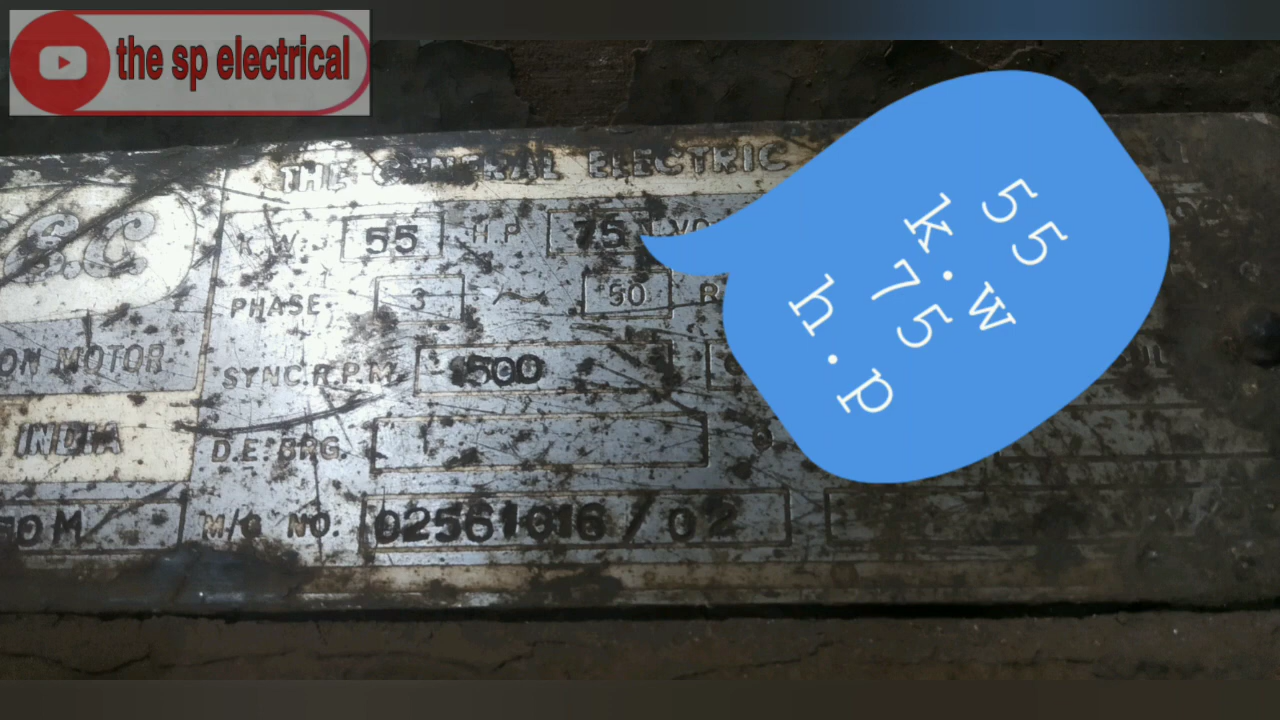 the sp electrical
THE GENERAL ELECTRIC
G.E.C
K.W. 55 H.P 75
PHASE 3 ~ 50
ON MOTOR
SYNC.R.P.M. 1500
INDIA
D.E. BRG.
50M M/C NO. 02561016/02
55
k.w
75
h.p